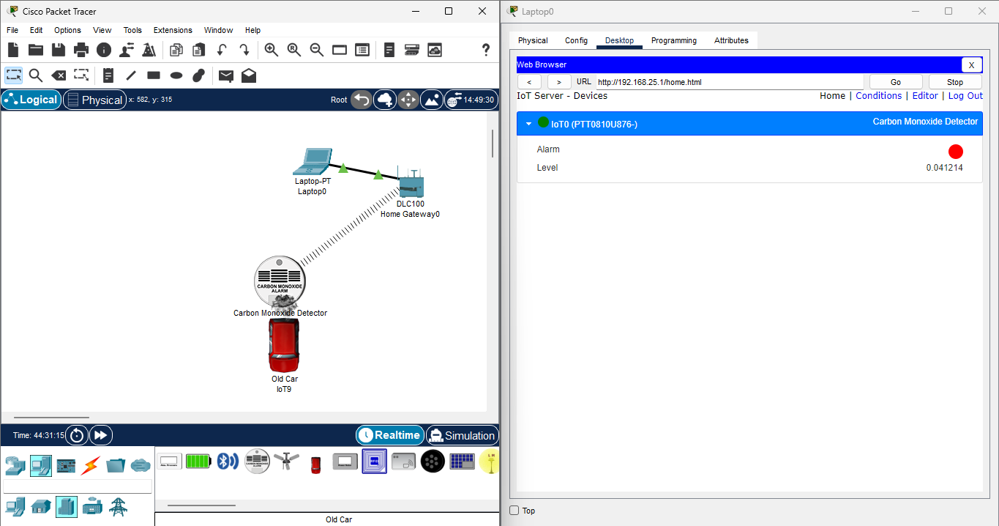 Cisco Packet Tracer
File Edit Options View Tools Extensions Window Help
Logical Physical x: 582, y: 315 Root 14:49:30
Laptop-PT
Laptop0
DLC100
Home Gateway0
CARBON MONOXIDE
ALARM
Carbon Monoxide Detector
Old Car
IoT9
Time: 44:31:15 Realtime Simulation
Old Car
Laptop0
Physical Config Desktop Programming Attributes
Web Browser X
< > URL http://192.168.25.1/home.html Go Stop
IoT Server - Devices Home | Conditions | Editor | Log Out
IoT0 (PTT0810U876-) Carbon Monoxide Detector
Alarm
Level 0.041214
Top